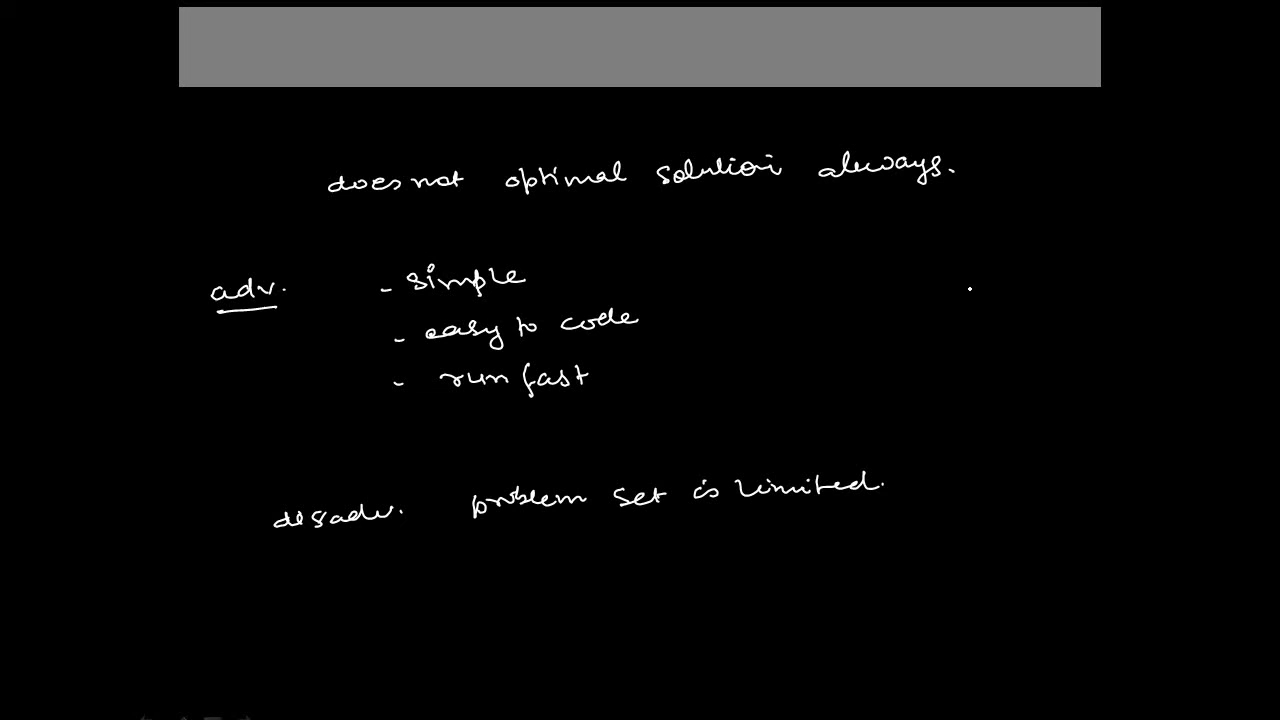 does not optimal solution always.
adv. - simple
- easy to code
- run fast
disadv. problem set is limited.